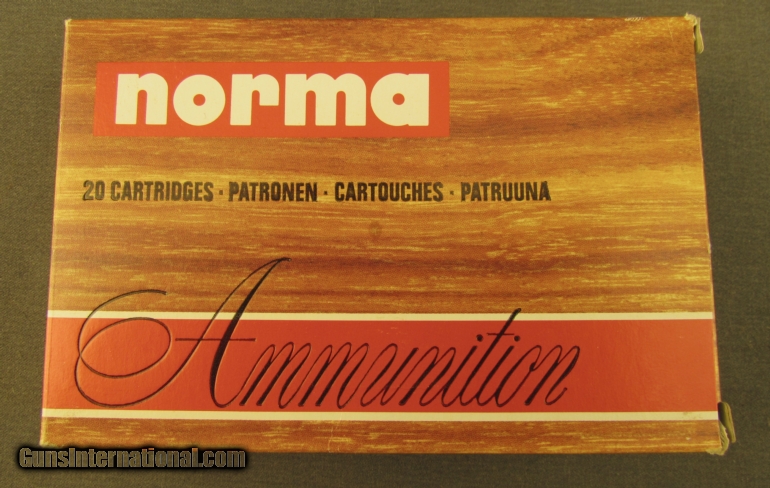 norma
20 CARTRIDGES · PATRONEN · CARTOUCHES · PATRUUNA
Ammunition
GunsInternational.com